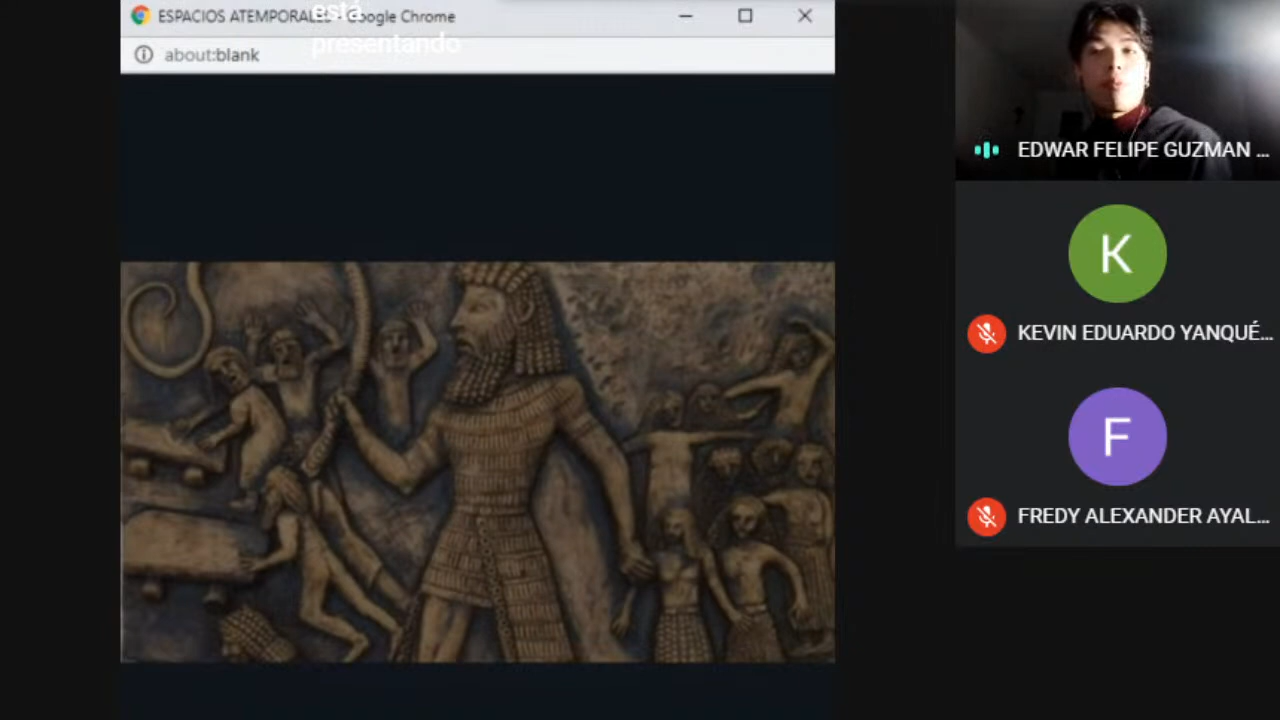 ESPACIOS ATEMPORALES - Google Chrome
está
presentando
about:blank
EDWAR FELIPE GUZMAN ...
K
KEVIN EDUARDO YANQUÉ...
F
FREDY ALEXANDER AYAL...